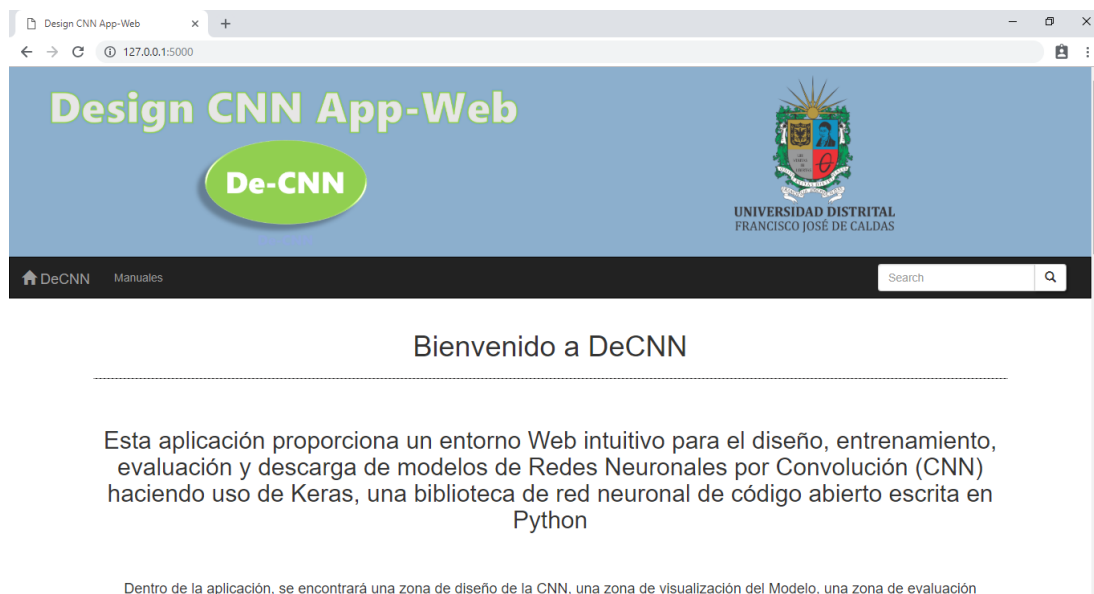 Design CNN App-Web
127.0.0.1:5000
Design CNN App-Web
De-CNN
UNIVERSIDAD DISTRITAL
FRANCISCO JOSÉ DE CALDAS
DeCNN Manuales Search
Bienvenido a DeCNN
Esta aplicación proporciona un entorno Web intuitivo para el diseño, entrenamiento,
evaluación y descarga de modelos de Redes Neuronales por Convolución (CNN)
haciendo uso de Keras, una biblioteca de red neuronal de código abierto escrita en
Python
Dentro de la aplicación, se encontrará una zona de diseño de la CNN, una zona de visualización del Modelo, una zona de evaluación